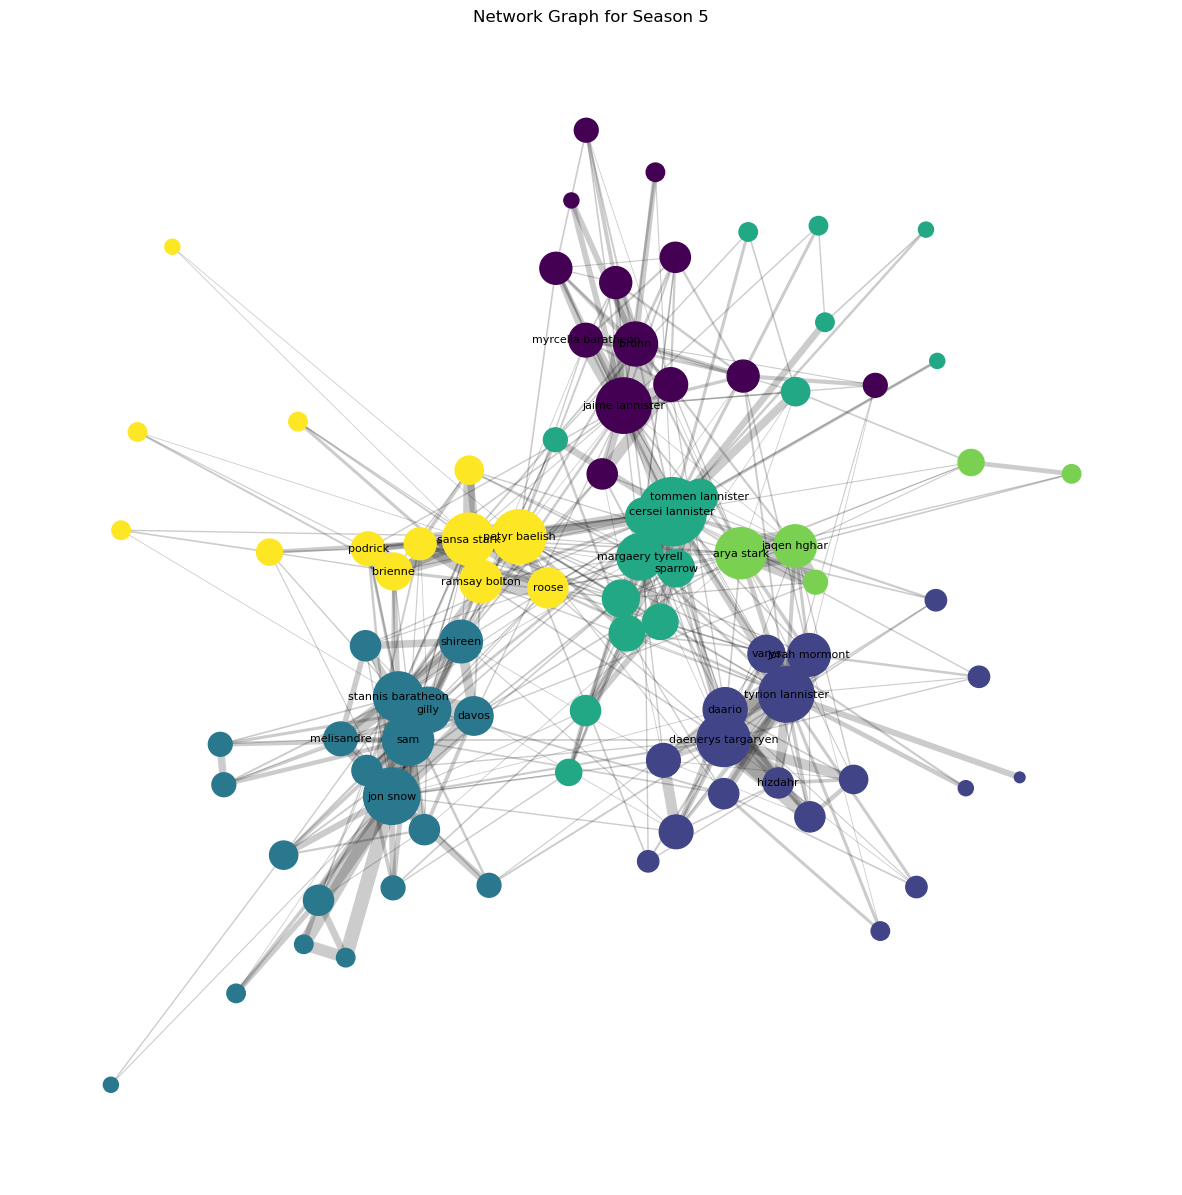 Network Graph for Season 5
myrcella baratheon
bronn
jaime lannister
tommen lannister
cersei lannister
sansa stark
petyr baelish
podrick
brienne
ramsay bolton
roose
margaery tyrell
sparrow
arya stark
jaqen hghar
shireen
varys
jorah mormont
stannis baratheon
gilly
davos
tyrion lannister
daario
melisandre
sam
daenerys targaryen
hizdahr
jon snow